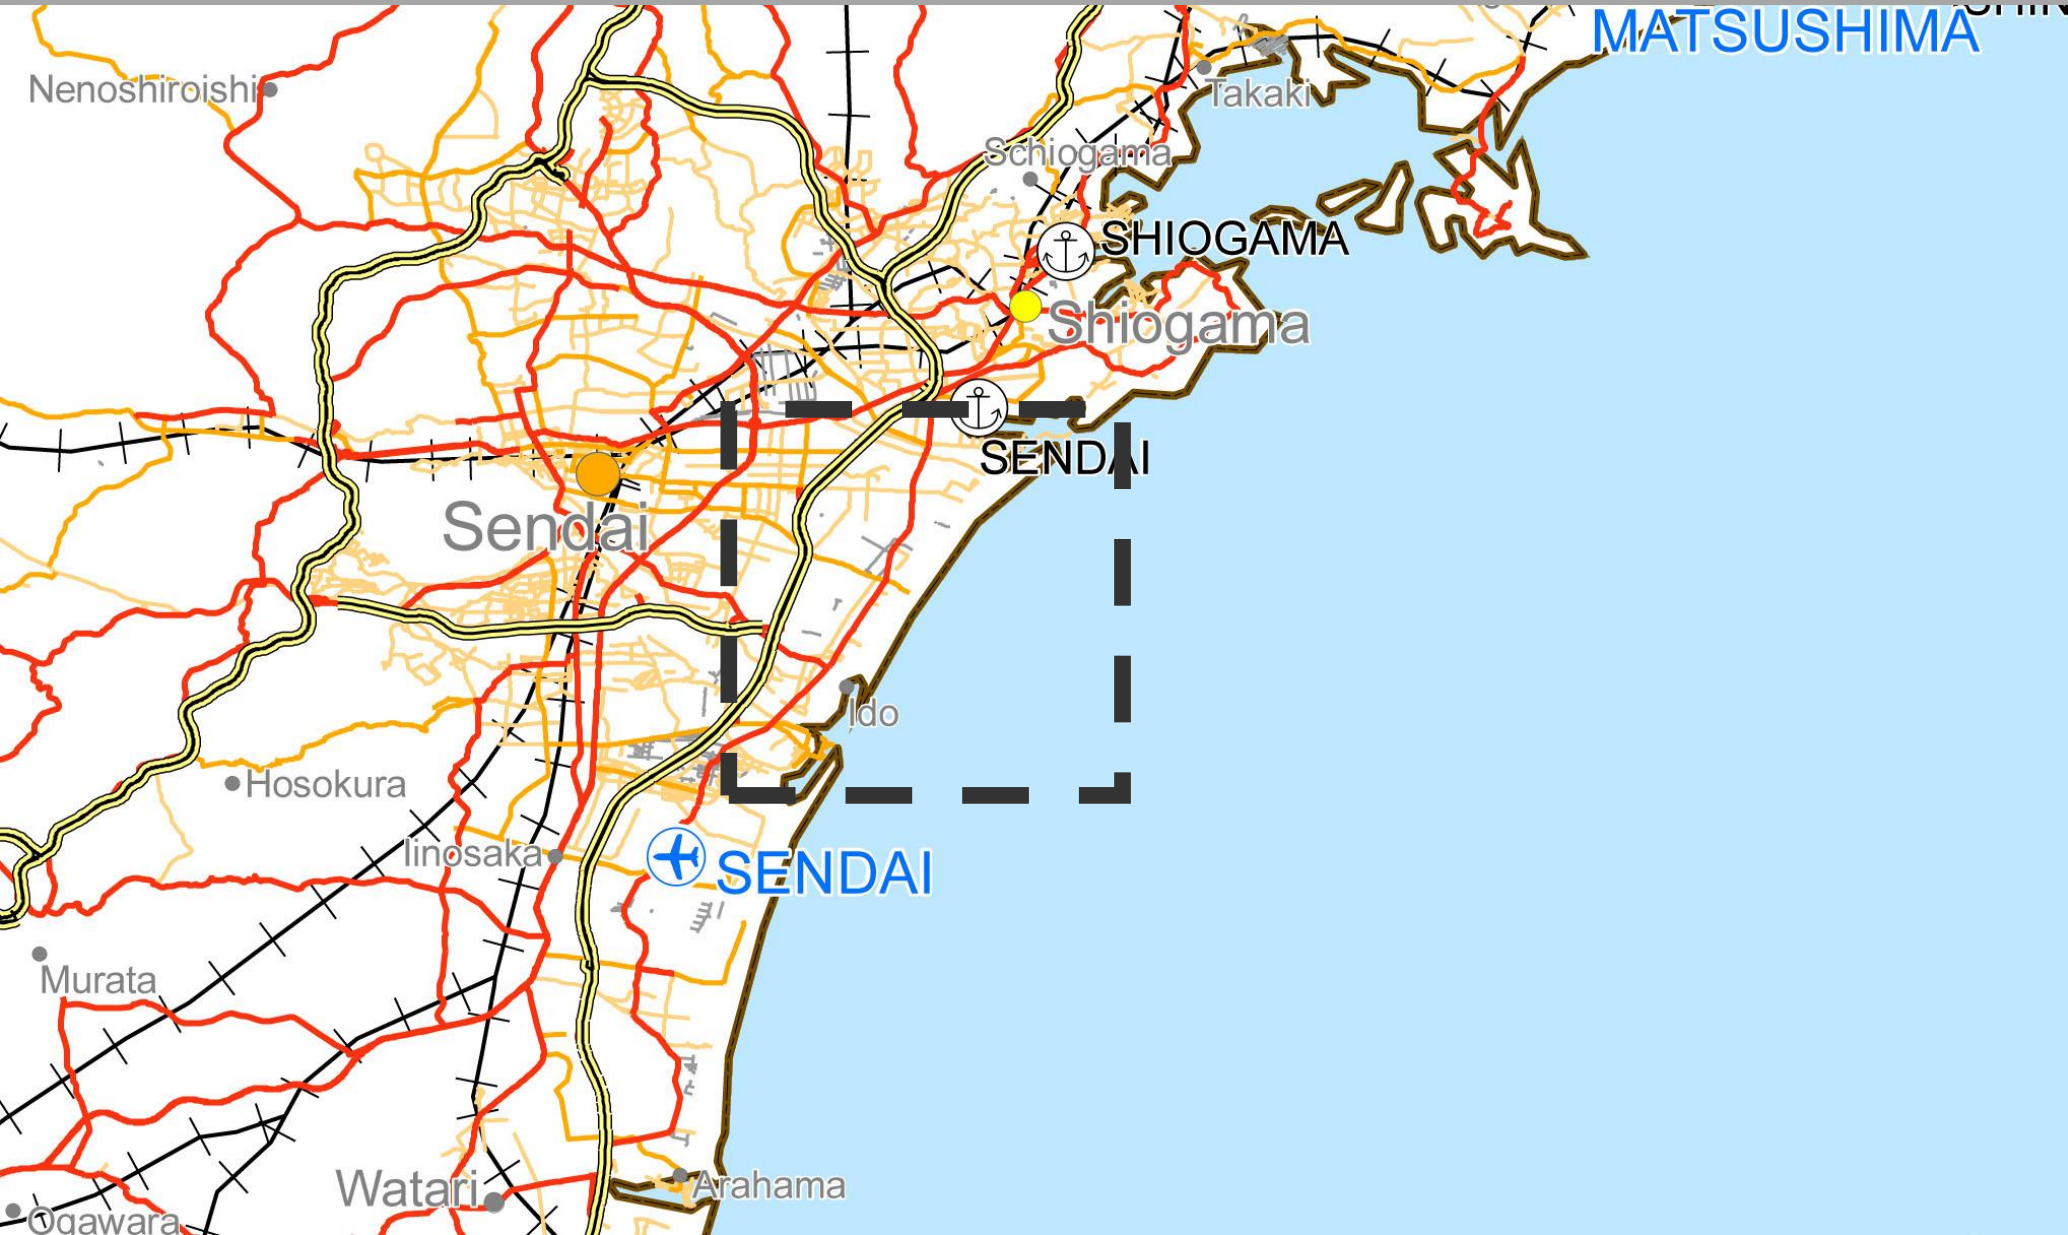 MATSUSHIMA
Nenoshiroishi
Takaki
Schiogama
SHIOGAMA
Shiogama
SENDAI
Sendai
Ido
Hosokura
Iinosaka
SENDAI
Murata
Watari
Arahama
Ogawara